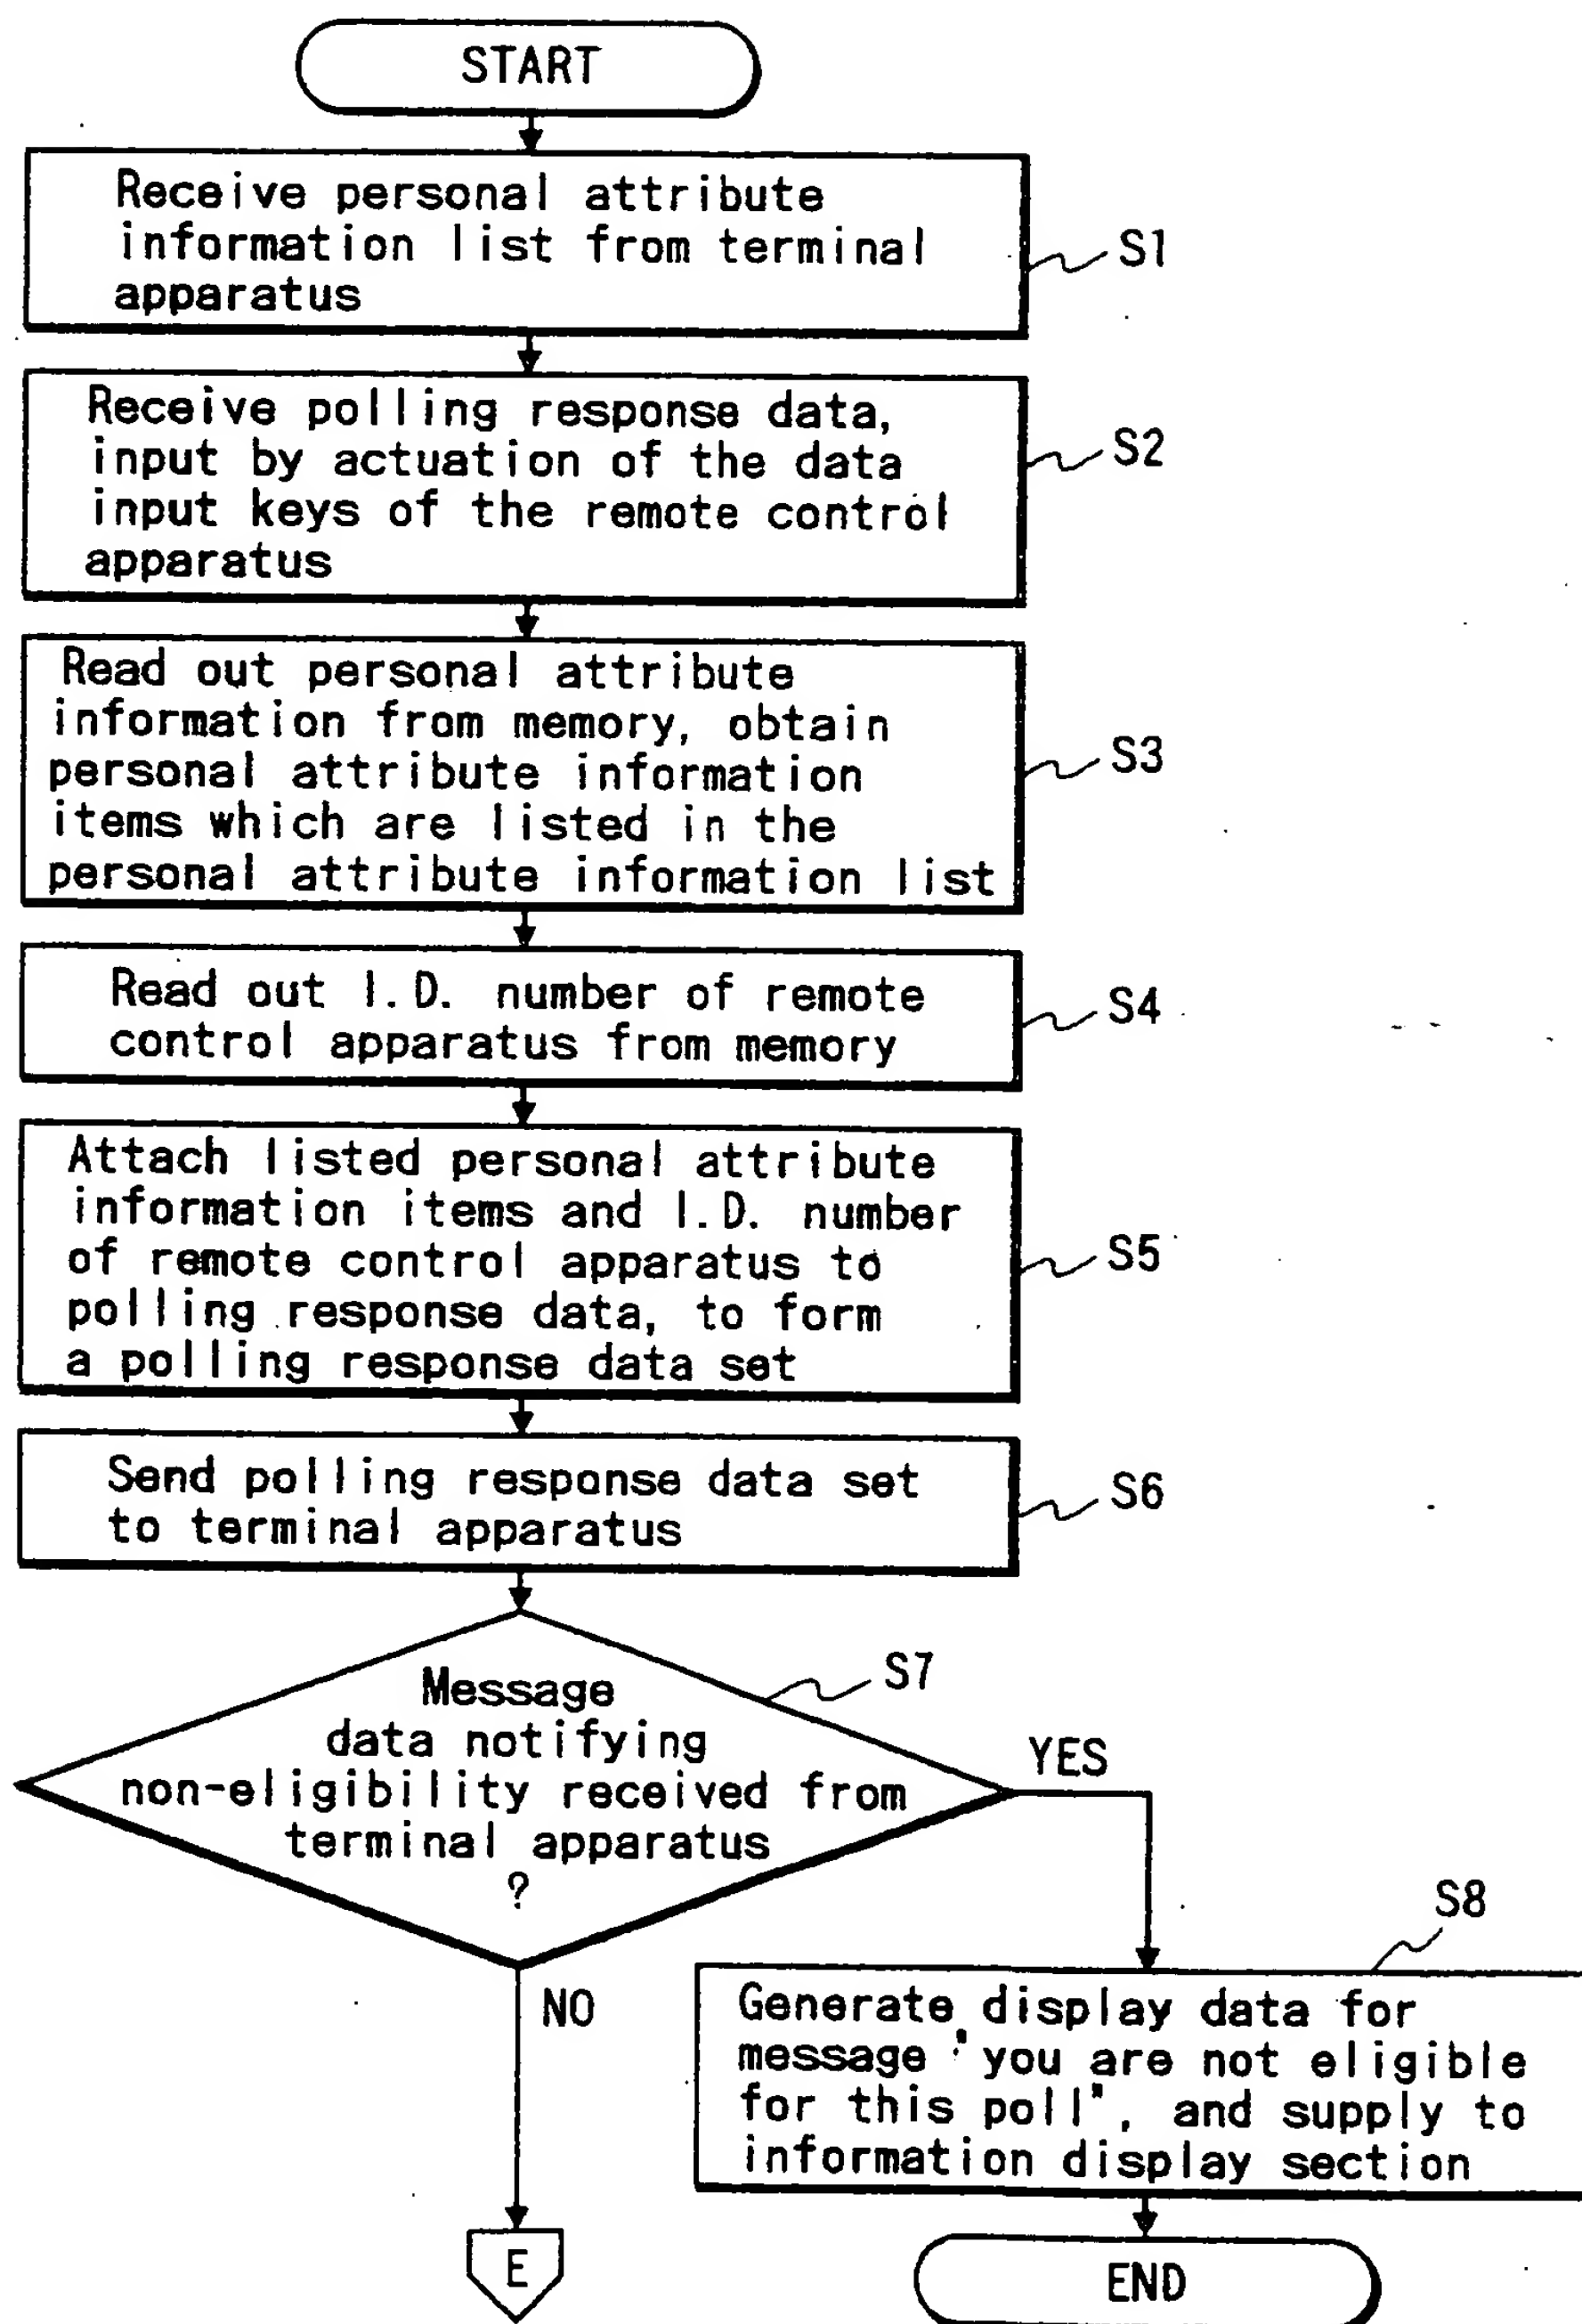 START
Receive personal attribute
information list from terminal
apparatus
S1
Receive polling response data,
input by actuation of the data
input keys of the remote control
apparatus
S2
Read out personal attribute
information from memory, obtain
personal attribute information
items which are listed in the
personal attribute information list
S3
Read out I.D. number of remote
control apparatus from memory
S4
Attach listed personal attribute
information items and I.D. number
of remote control apparatus to
polling response data, to form
a polling response data set
S5
Send polling response data set
to terminal apparatus
S6
Message
data notifying
non-eligibility received from
terminal apparatus
?
S7
YES
NO
S8
Generate display data for
message "you are not eligible
for this poll", and supply to
information display section
E
END